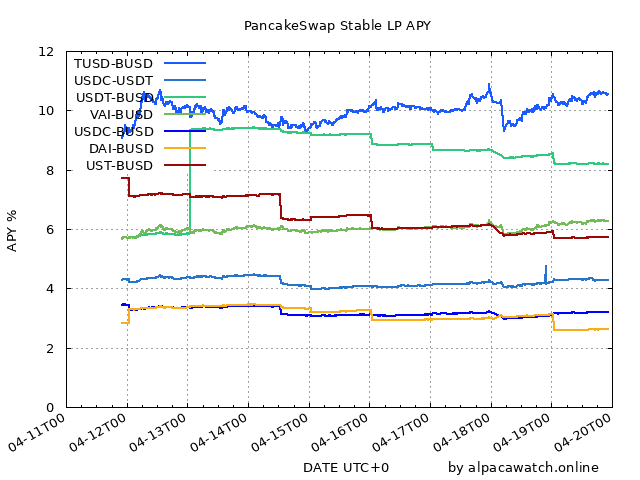 PancakeSwap Stable LP APY
12
10
8
6
4
2
0
APY %
TUSD-BUSD
USDC-USDT
USDT-BUSD
VAI-BUSD
USDC-BUSD
DAI-BUSD
UST-BUSD
04-11T00
04-12T00
04-13T00
04-14T00
04-15T00
04-16T00
04-17T00
04-18T00
04-19T00
04-20T00
DATE UTC+0
by alpacawatch.online